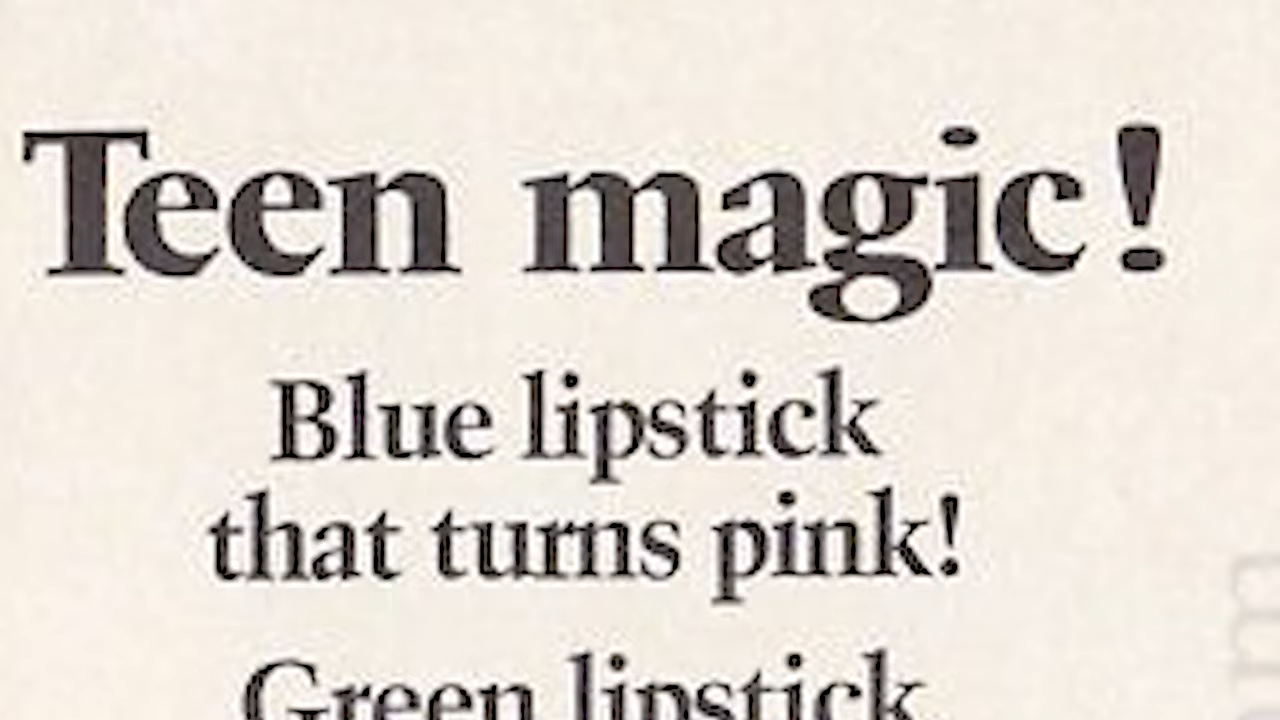 Teen magic!
Blue lipstick
that turns pink!
Green lipstick